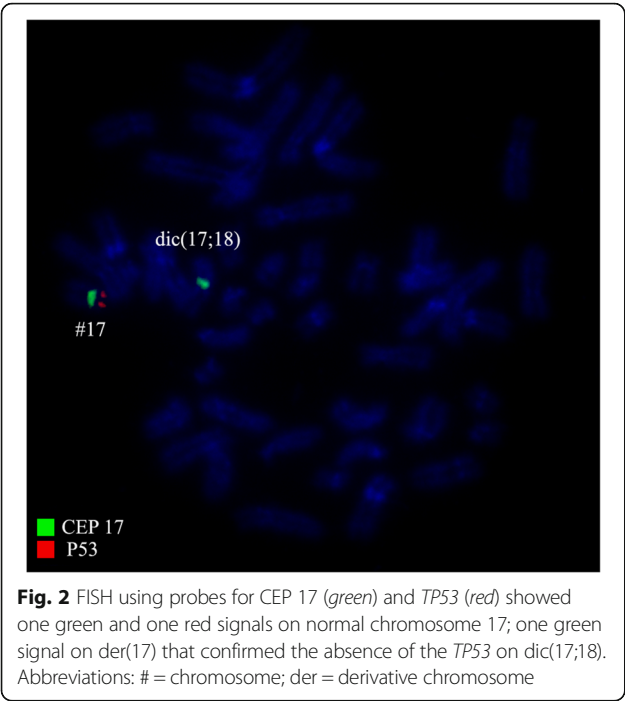 dic(17;18)
#17
CEP 17
P53
Fig. 2 FISH using probes for CEP 17 (green) and TP53 (red) showed
one green and one red signals on normal chromosome 17; one green
signal on der(17) that confirmed the absence of the TP53 on dic(17;18).
Abbreviations: # = chromosome; der = derivative chromosome